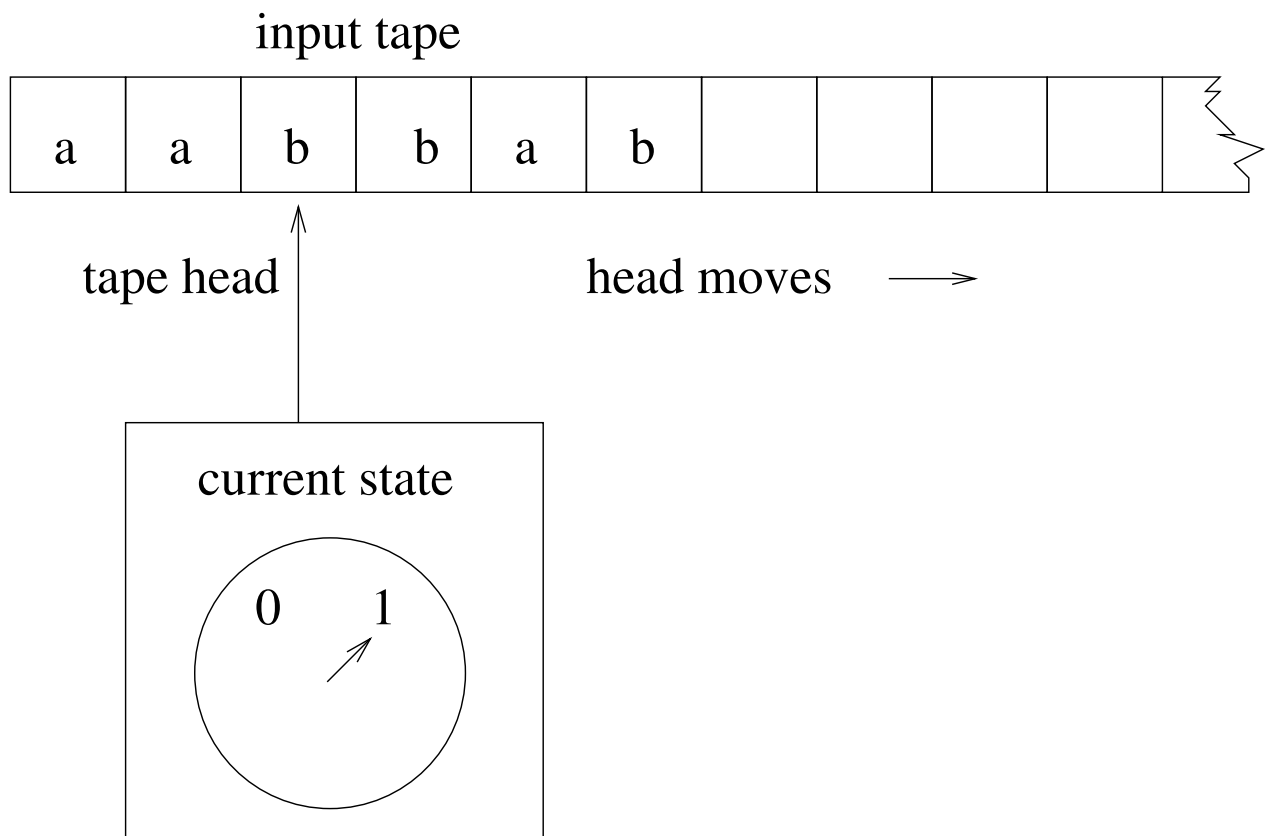 input tape
a a b b a b
tape head head moves
current state
0 1